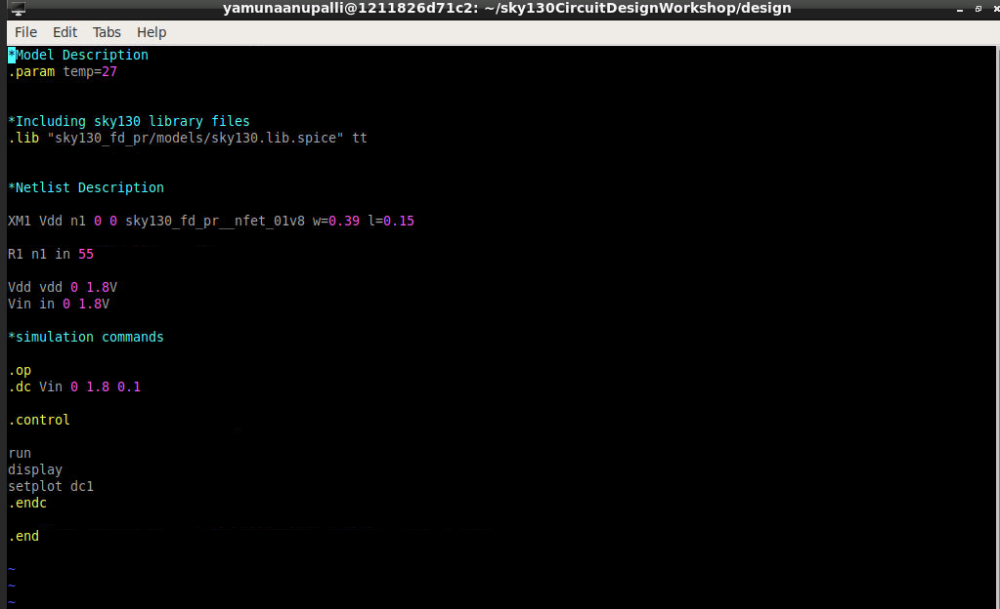 yamunaanupalli@1211826d71c2: ~/sky130CircuitDesignWorkshop/design
File Edit Tabs Help
*Model Description
.param temp=27
*Including sky130 library files
.lib "sky130_fd_pr/models/sky130.lib.spice" tt
*Netlist Description
XM1 Vdd n1 0 0 sky130_fd_pr__nfet_01v8 w=0.39 l=0.15
R1 n1 in 55
Vdd vdd 0 1.8V
Vin in 0 1.8V
*simulation commands
.op
.dc Vin 0 1.8 0.1
.control
run
display
setplot dc1
.endc
.end
~
~
~